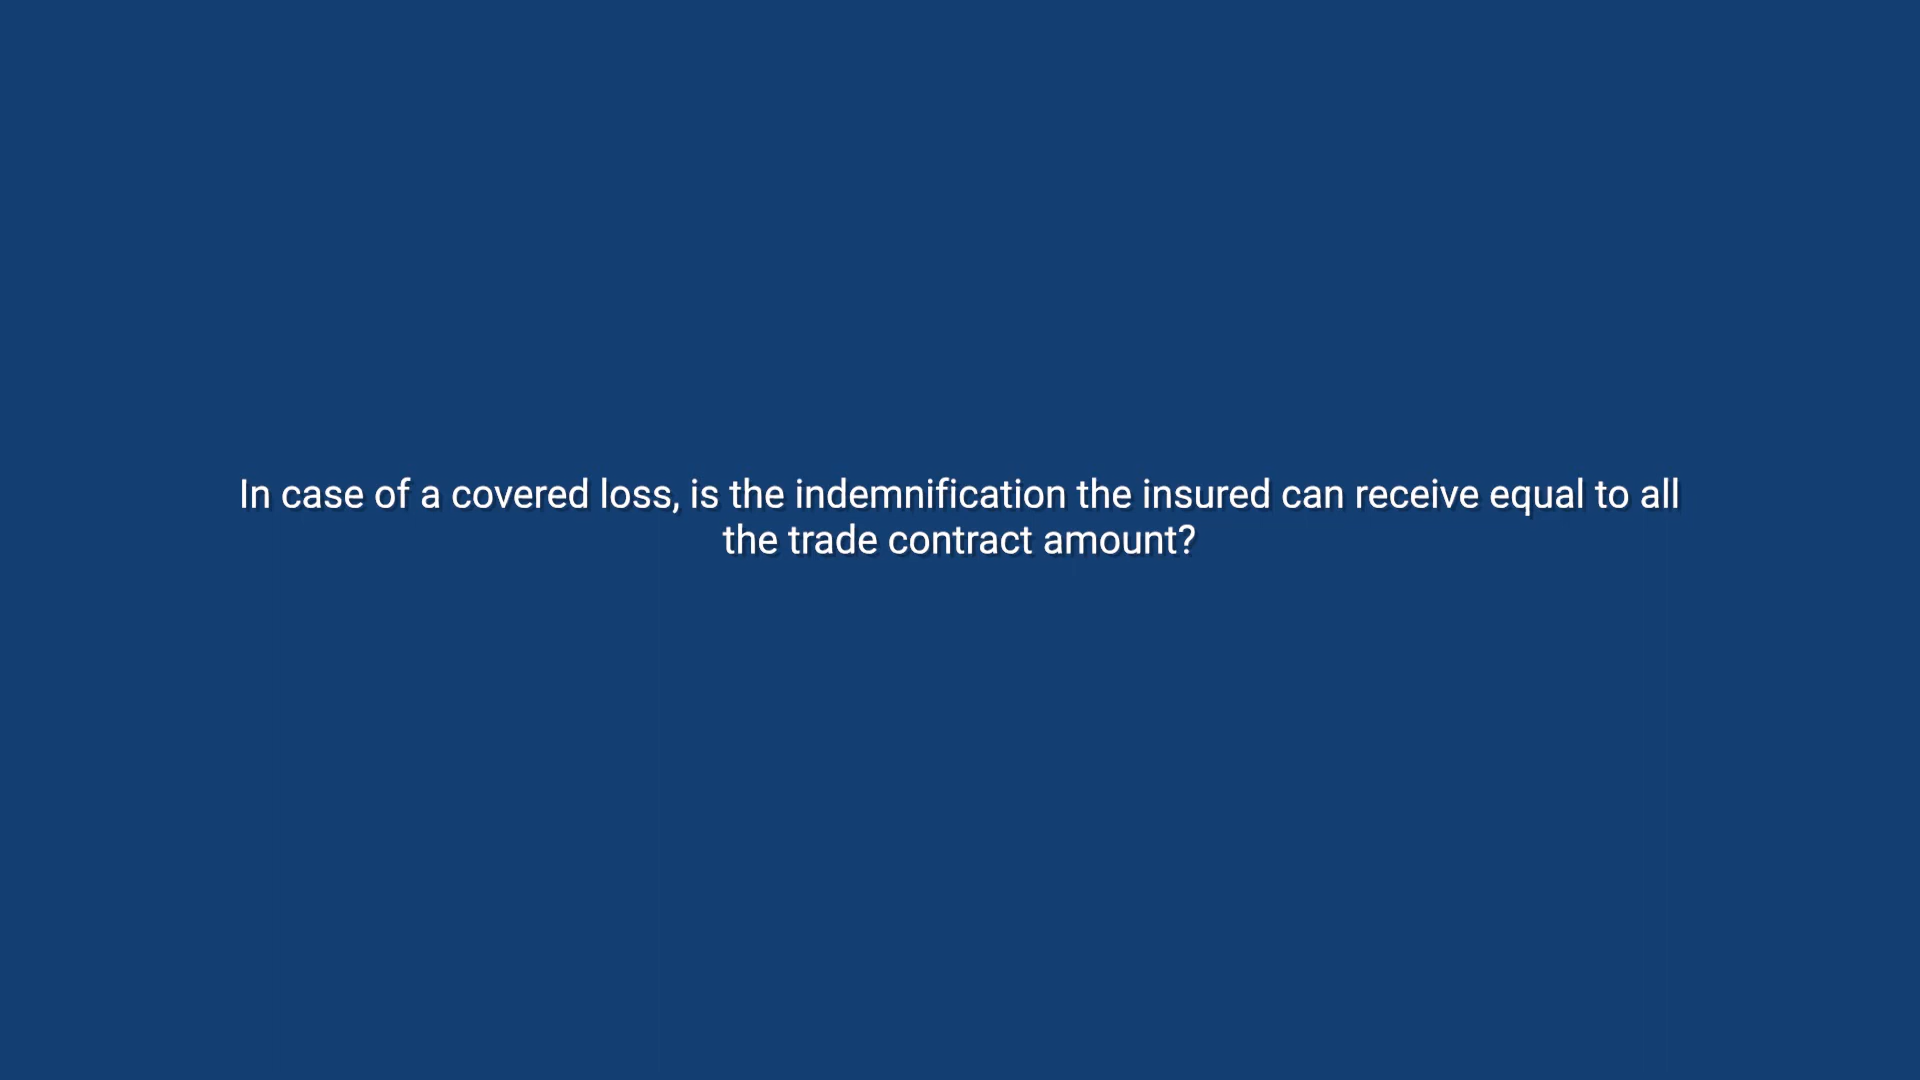 In case of a covered loss, is the indemnification the insured can receive equal to all
the trade contract amount?